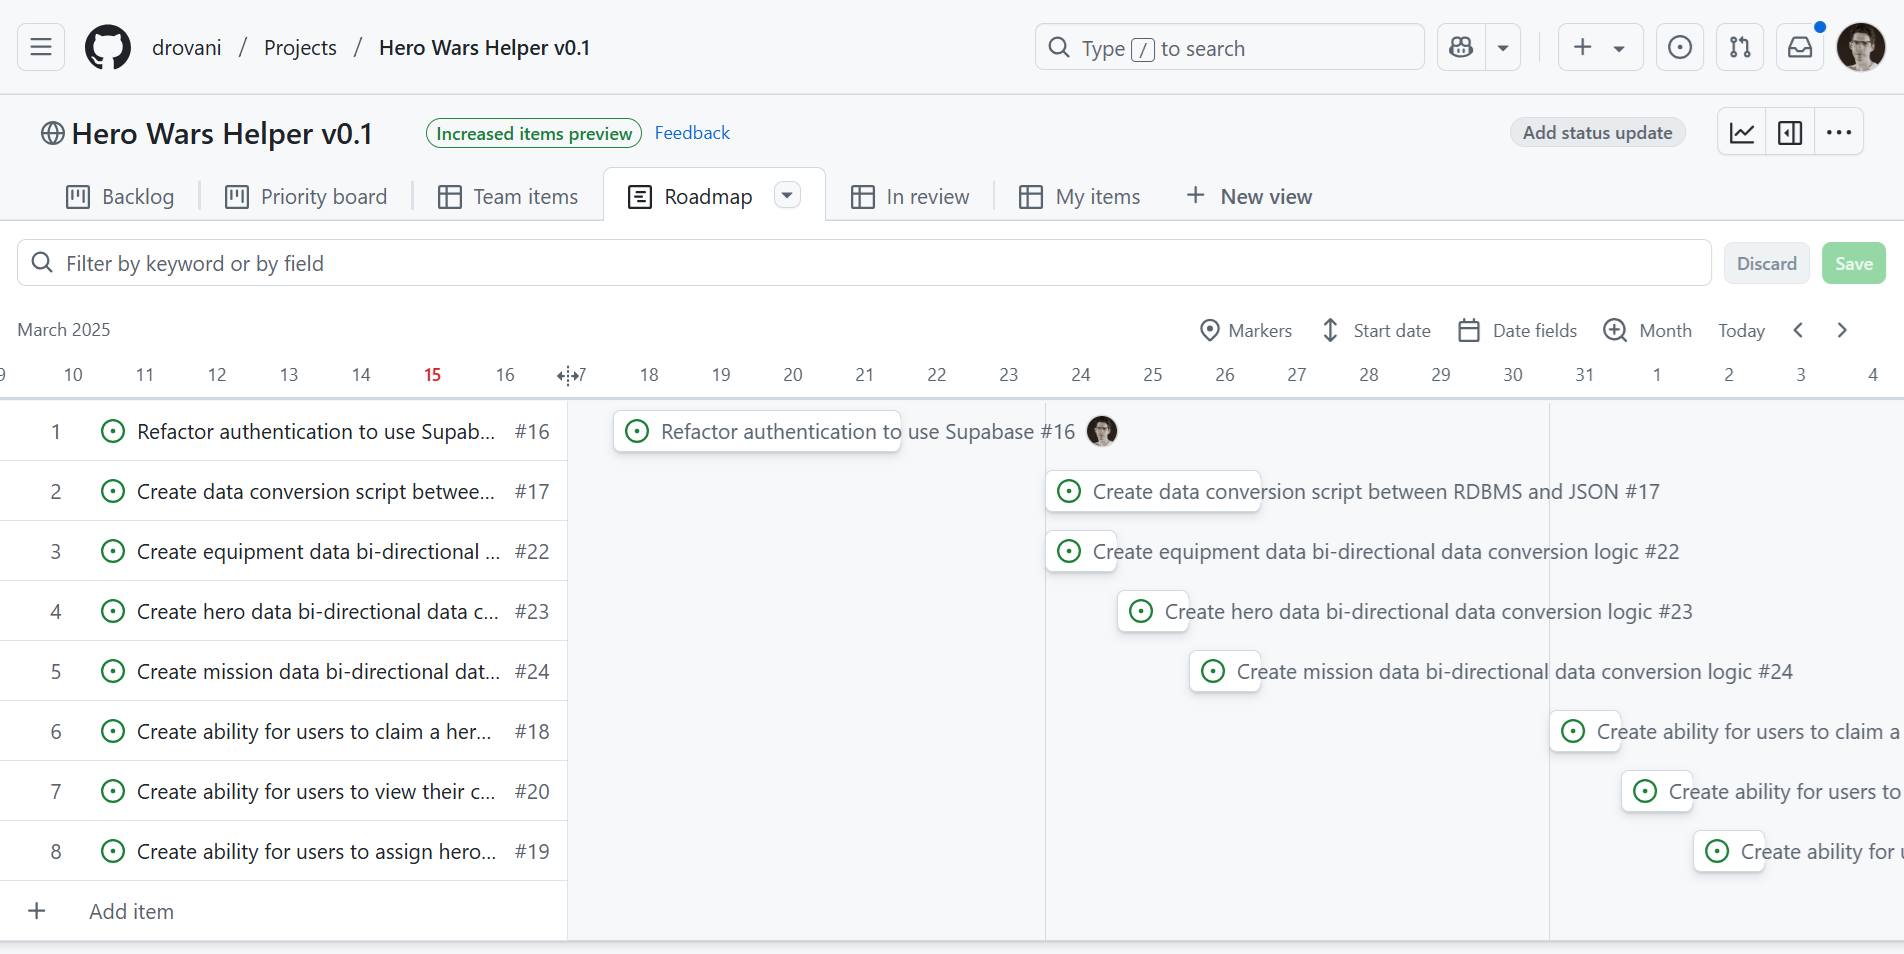 drovani / Projects / Hero Wars Helper v0.1
Type / to search
Hero Wars Helper v0.1
Increased items preview
Feedback
Add status update
Backlog
Priority board
Team items
Roadmap
In review
My items
+ New view
Filter by keyword or by field
Discard
Save
March 2025
Markers
Start date
Date fields
Month
Today
9 10 11 12 13 14 15 16 7 18 19 20 21 22 23 24 25 26 27 28 29 30 31 1 2 3 4
1 Refactor authentication to use Supab... #16
Refactor authentication to use Supabase #16
2 Create data conversion script betwee... #17
Create data conversion script between RDBMS and JSON #17
3 Create equipment data bi-directional ... #22
Create equipment data bi-directional data conversion logic #22
4 Create hero data bi-directional data c... #23
Create hero data bi-directional data conversion logic #23
5 Create mission data bi-directional dat... #24
Create mission data bi-directional data conversion logic #24
6 Create ability for users to claim a her... #18
Create ability for users to claim a
7 Create ability for users to view their c... #20
Create ability for users to
8 Create ability for users to assign hero... #19
Create ability for u
+ Add item